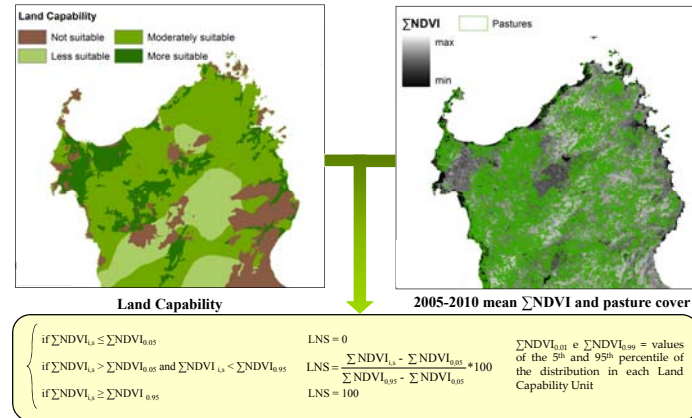 Land Capability
Not suitable
Moderately suitable
Less suitable
More suitable
∑NDVI
Pastures
max
min
Land Capability
2005-2010 mean ∑NDVI and pasture cover
if ∑NDVIi,s ≤ ∑NDVI0.05
LNS = 0
if ∑NDVIi,s > ∑NDVI0.05 and ∑NDVI i,s < ∑NDVI0.95
LNS = (∑ NDVIi,s - ∑ NDVI0,05) / (∑ NDVI0,95 - ∑ NDVI0,05) *100
if ∑NDVIi,s ≥ ∑NDVI 0.95
LNS = 100
∑NDVI0.01 e ∑NDVI0.99 = values
of the 5th and 95th percentile of
the distribution in each Land
Capability Unit